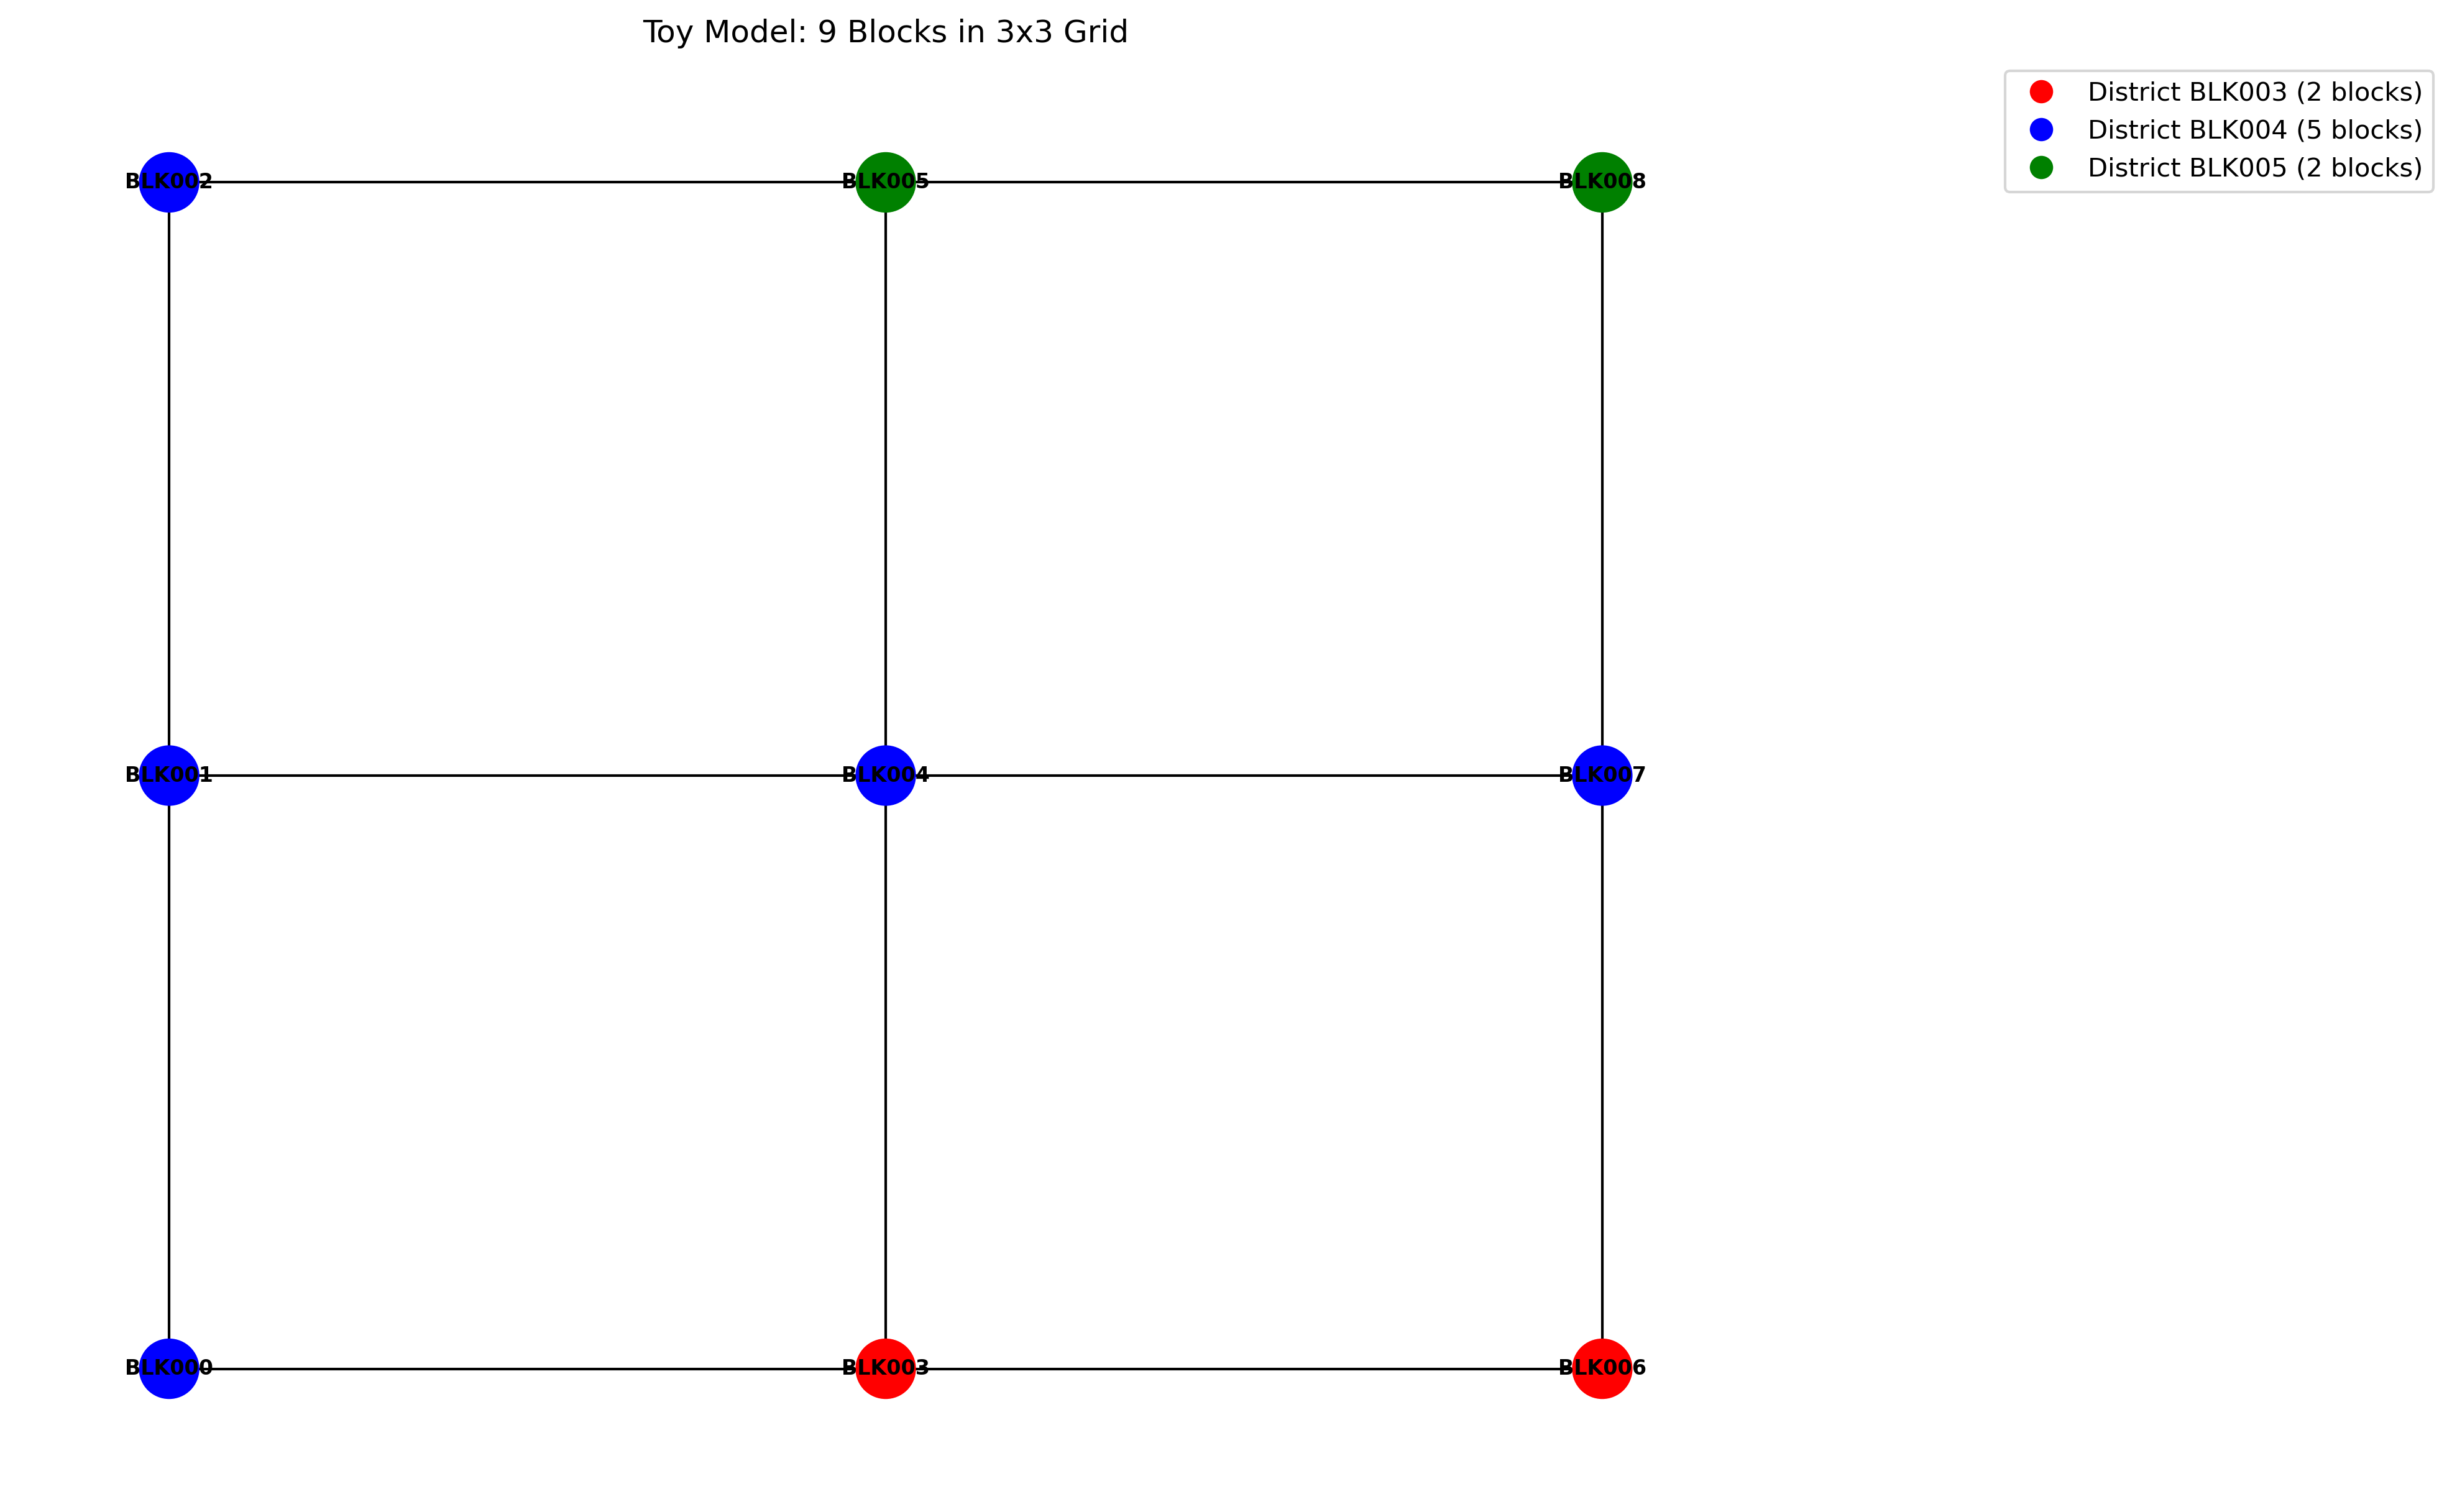 Toy Model: 9 Blocks in 3x3 Grid
District BLK003 (2 blocks)
District BLK004 (5 blocks)
District BLK005 (2 blocks)
BLK002
BLK005
BLK008
BLK001
BLK004
BLK007
BLK000
BLK003
BLK006